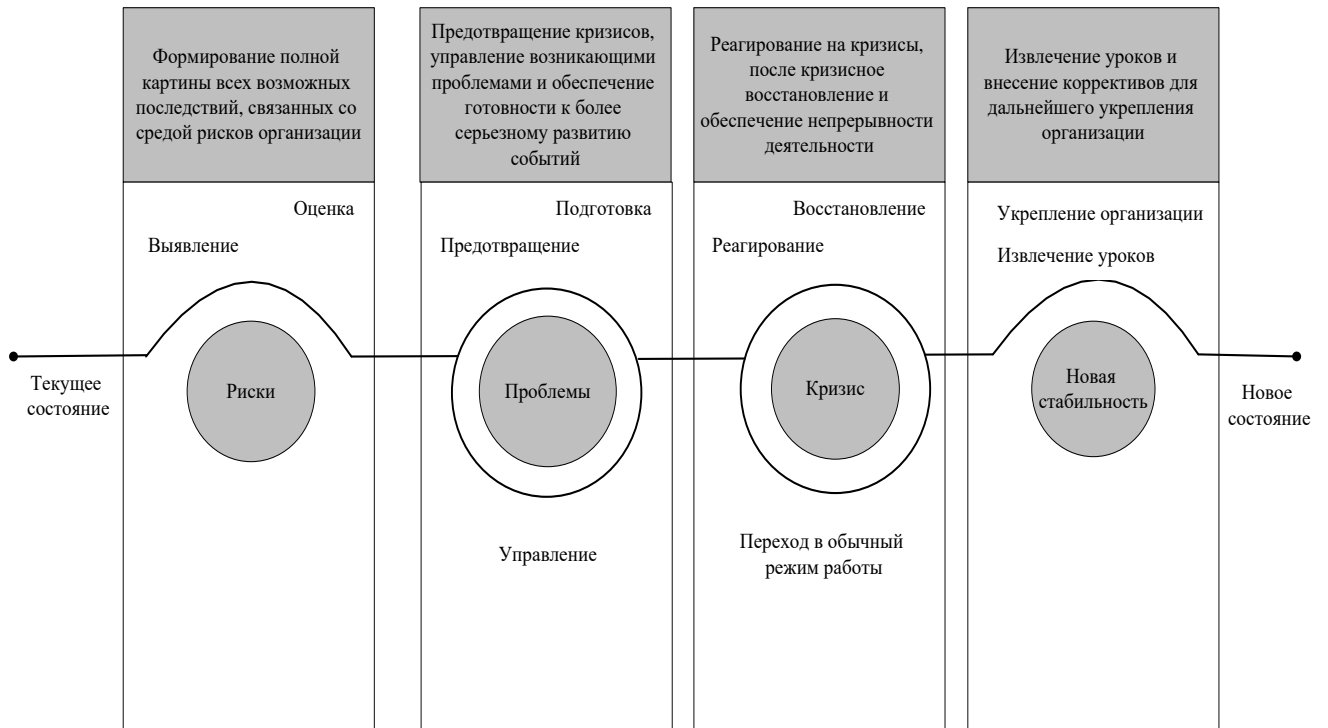 Формирование полной
картины всех возможных
последствий, связанных со
средой рисков организации
Предотвращение кризисов,
управление возникающими
проблемами и обеспечение
готовности к более
серьезному развитию
событий
Реагирование на кризисы,
после кризисное
восстановление и
обеспечение непрерывности
деятельности
Извлечение уроков и
внесение коррективов для
дальнейшего укрепления
организации
Оценка
Выявление
Подготовка
Предотвращение
Восстановление
Реагирование
Укрепление организации
Извлечение уроков
Текущее
состояние
Риски
Проблемы
Кризис
Новая
стабильность
Новое
состояние
Управление
Переход в обычный
режим работы